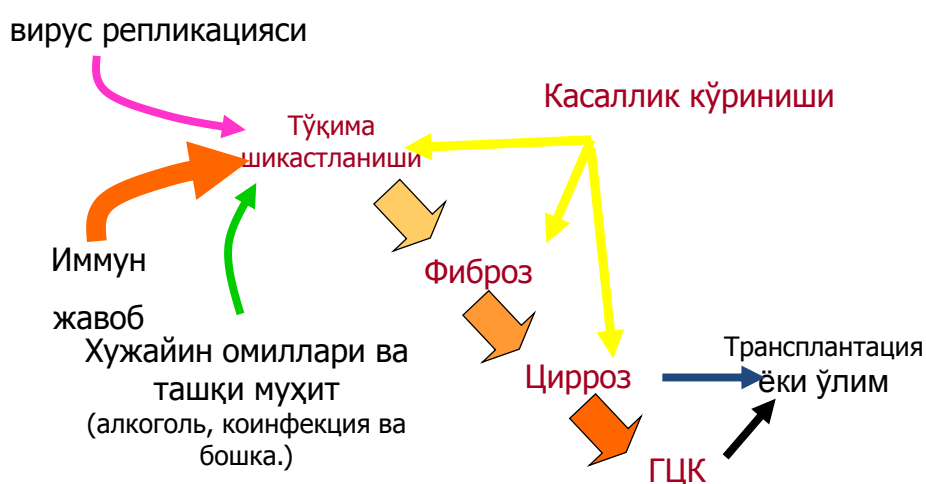 вирус репликацияси
Касаллик кўриниши
Тўқима
шикастланиши
Иммун
жавоб
Фиброз
Хужайин омиллари ва
ташқи муҳит
(алкоголь, коинфекция ва
бошка.)
Цирроз
Трансплантация
ёки ўлим
ГЦК